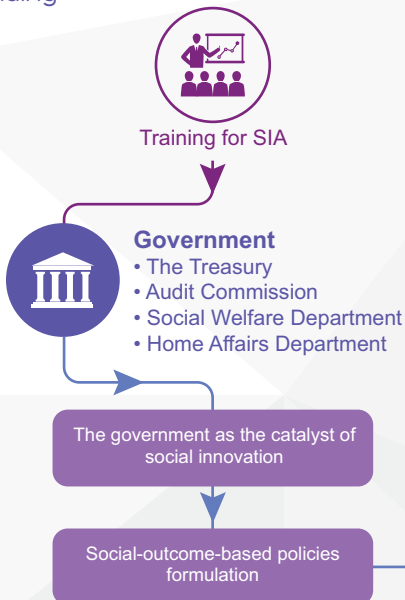 Training for SIA
Government
• The Treasury
• Audit Commission
• Social Welfare Department
• Home Affairs Department
The government as the catalyst of
social innovation
Social-outcome-based policies
formulation